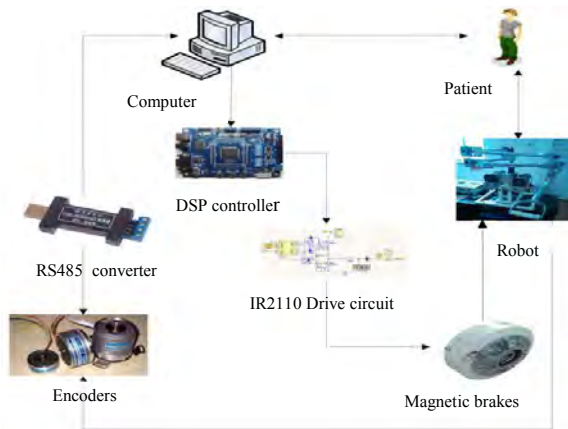 Computer
Patient
DSP controller
RS485 converter
Robot
IR2110 Drive circuit
Encoders
Magnetic brakes